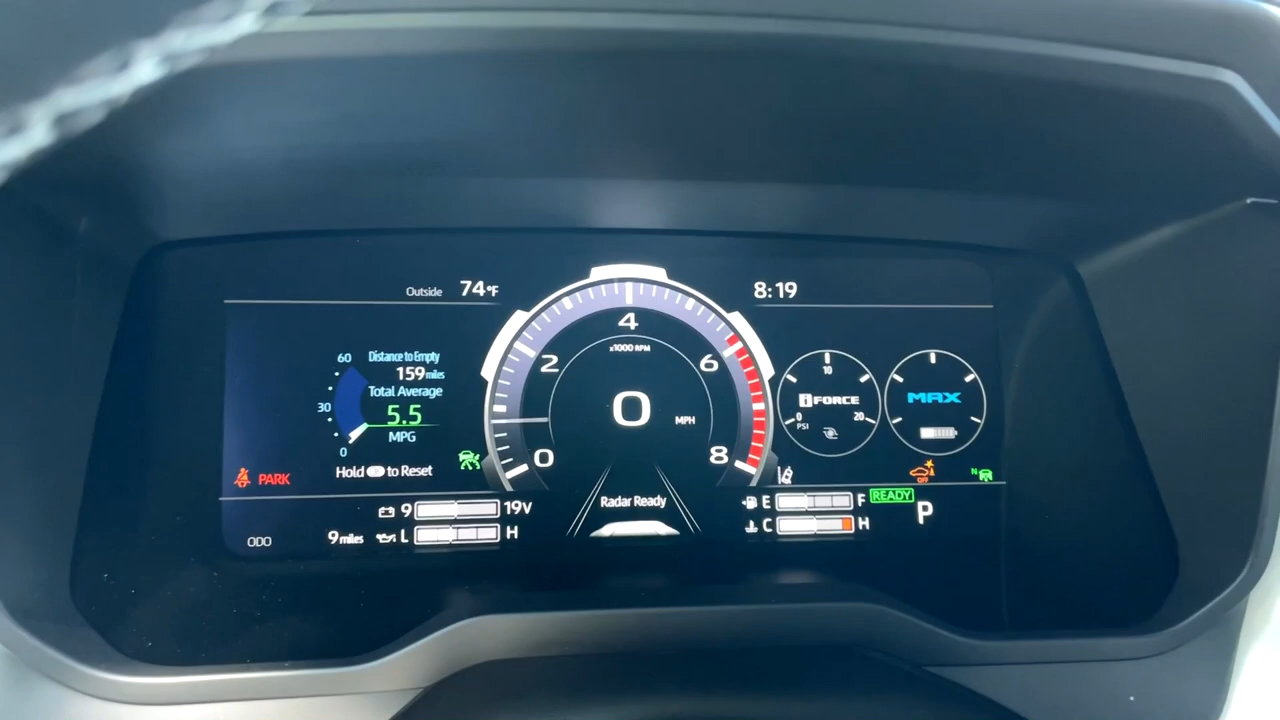 Outside 74°F
8:19
60
Distance to Empty
159 miles
Total Average
30
5.5
MPG
0
Hold OK to Reset
PARK
4
x1000 RPM
2
6
0
MPH
0
8
10
iFORCE
0
20
PSI
MAX
OFF
N
Radar Ready
9
19V
E
F
READY
P
ODO
9 miles
L
H
C
H